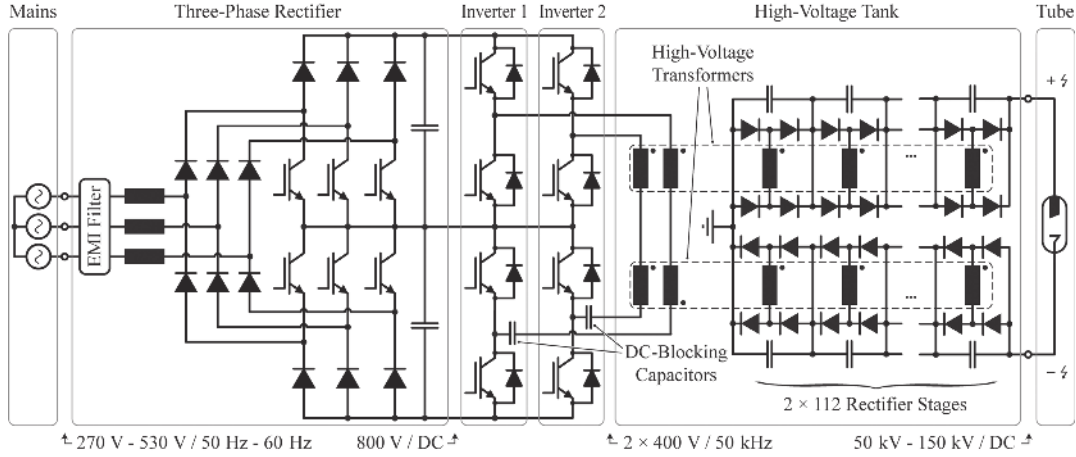 Mains
Three-Phase Rectifier
Inverter 1
Inverter 2
High-Voltage Tank
Tube
High-Voltage
Transformers
EMI Filter
+
...
...
DC-Blocking
Capacitors
−
2 × 112 Rectifier Stages
270 V - 530 V / 50 Hz - 60 Hz
800 V / DC
2 × 400 V / 50 kHz
50 kV - 150 kV / DC